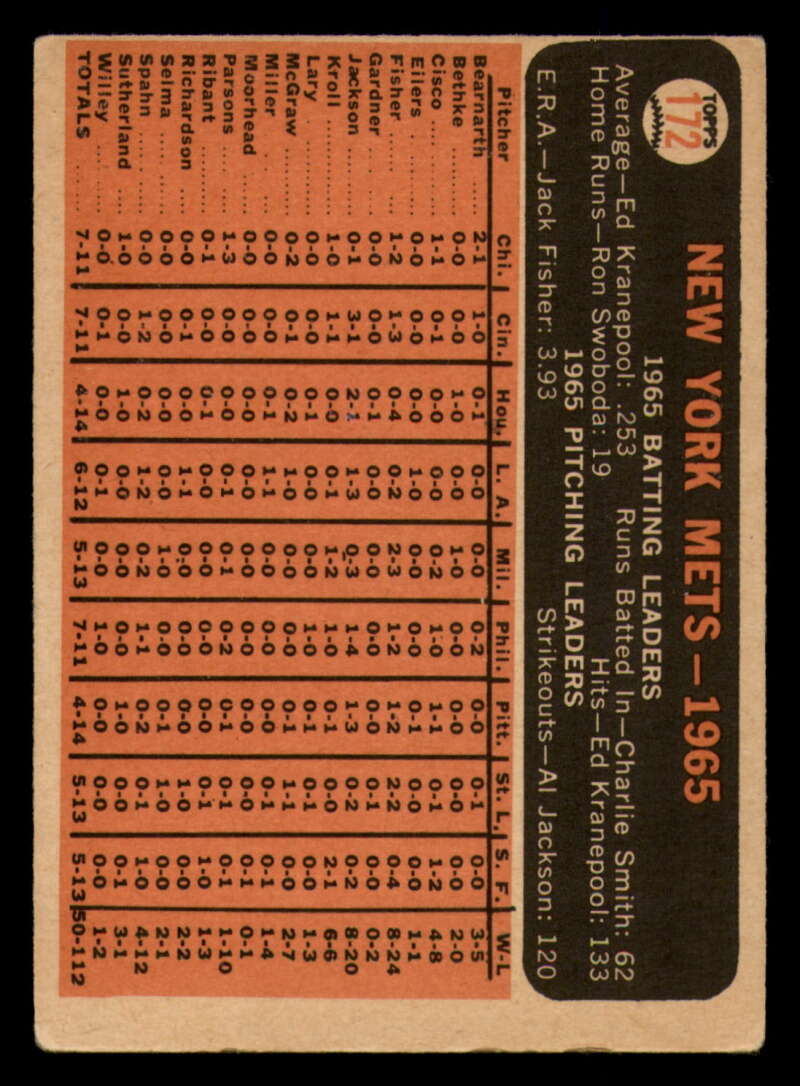 TOPPS
172
NEW YORK METS—1965
1965 BATTING LEADERS
Average—Ed Kranepool: .253 Runs Batted In—Charlie Smith: 62
Home Runs—Ron Swoboda: 19 Hits—Ed Kranepool: 133
1965 PITCHING LEADERS
E.R.A.—Jack Fisher: 3.93 Strikeouts—Al Jackson: 120
Pitcher Chi. Cin. Hou. L. A. Mil. Phil. Pitt. St. L. S. F. W-L
Bearnarth ..... 2-1 1-0 0-1 0-0 0-0 0-2 0-0 0-1 0-0 3-5
Bethke ........ 0-0 0-0 1-0 0-0 1-0 0-0 0-0 0-0 0-0 2-0
Cisco .... 1-1 0-1 0-0 0-0 0-2 1-0 1-1 0-1 1-2 4-8
Eilers ........ 0-0 0-0 0-1 1-0 0-0 0-0 0-0 0-0 0-0 1-1
Fisher ........ 1-2 1-3 0-4 0-2 2-3 1-2 1-2 2-2 0-4 8-24
Gardner ..... 0-0 0-0 0-1 0-0 0-0 0-0 0-1 0-0 0-0 0-2
Jackson ..... 0-1 3-1 2-1 1-3 0-3 1-4 1-3 0-2 0-2 8-20
Kroll .......... 1-0 1-1 0-0 0-1 1-2 1-0 0-1 0-0 2-1 6-6
Lary .......... 0-0 0-0 0-1 0-0 0-0 1-0 0-1 0-1 0-0 1-3
McGraw ........ 0-2 0-1 0-2 1-0 0-0 0-0 0-1 1-1 0-0 2-7
Miller ........ 0-0 0-0 0-1 1-1 0-0 0-1 0-0 0-0 0-1 1-4
Moorhead ... 0-0 0-0 0-0 0-0 0-0 0-0 0-0 0-0 0-1 0-1
Parsons ..... 1-3 0-0 0-0 0-1 0-1 0-2 0-1 0-1 0-1 1-10
Ribant ......... 0-1 0-0 0-1 0-0 0-0 0-0 0-0 0-1 1-0 1-3
Richardson ... 0-0 0-1 0-0 1-1 0-0 0-0 0-0 1-0 0-0 2-2
Selma ......... 0-0 0-0 0-0 0-0 1-0 0-0 0-1 1-0 0-0 2-1
Spahn ......... 0-0 1-2 0-2 1-2 0-2 1-1 0-2 0-1 1-0 4-12
Sutherland .... 1-0 0-0 1-0 0-0 0-0 0-0 1-0 0-0 0-1 3-1
Willey ........ 0-0 0-1 0-0 0-1 0-0 1-0 0-0 0-0 0-0 1-2
TOTALS ...... 7-11 7-11 4-14 6-12 5-13 7-11 4-14 5-13 5-13 50-112